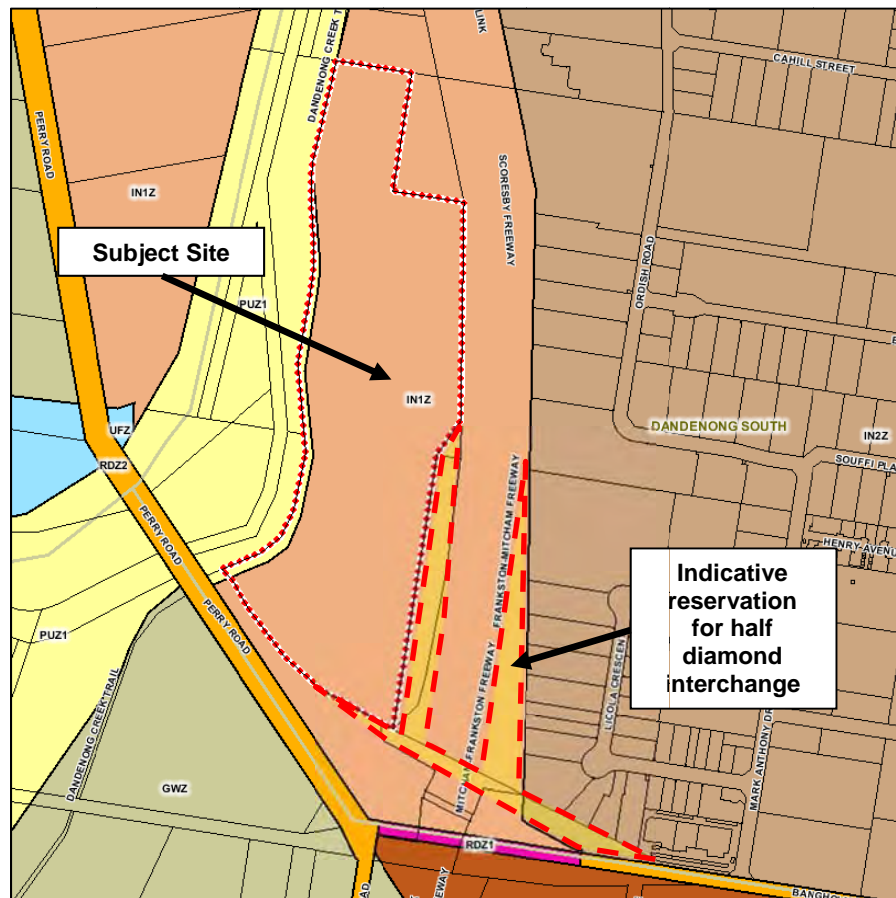 DANDENONG CREEK T
LINK
CAHILL STREET
PERRY ROAD
IN1Z
SCORESBY FREEWAY
ORDISH ROAD
Subject Site
PUZ1
IN1Z
DANDENONG SOUTH
UFZ
IN2Z
RDZ2
SOUFFI PLA
PERRY ROAD
FRANKSTON-MITCHAM FREEWAY
HENRY AVENU
Indicative
reservation
for half
diamond
interchange
PERRY ROAD
PUZ1
LICOLA CRESCEN
DANDENONG CREEK TRAIL
MITCHAM-FRANKSTON FREEWAY
MARK ANTHONY DR
GWZ
RDZ1
EEWAY
AD
BANGHO